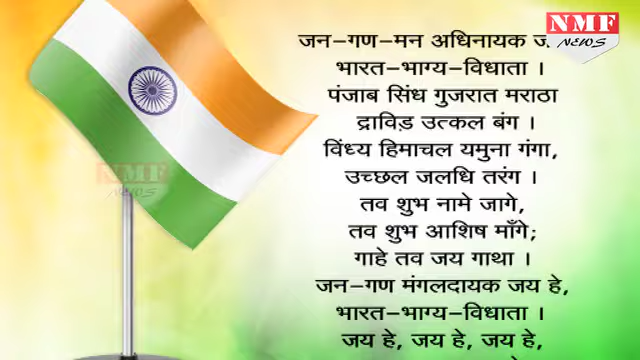 NMF
NEWS
जन-गण-मन अधिनायक
भारत-भाग्य-विधाता ।
पंजाब सिंध गुजरात मराठा
द्राविड़ उत्कल बंग ।
विंध्य हिमाचल यमुना गंगा,
उच्छल जलधि तरंग ।
तव शुभ नामे जागे,
तव शुभ आशिष माँगे;
गाहे तव जय गाथा ।
जन-गण मंगलदायक जय हे,
भारत-भाग्य-विधाता ।
जय हे, जय हे, जय हे,
NMF
NEWS